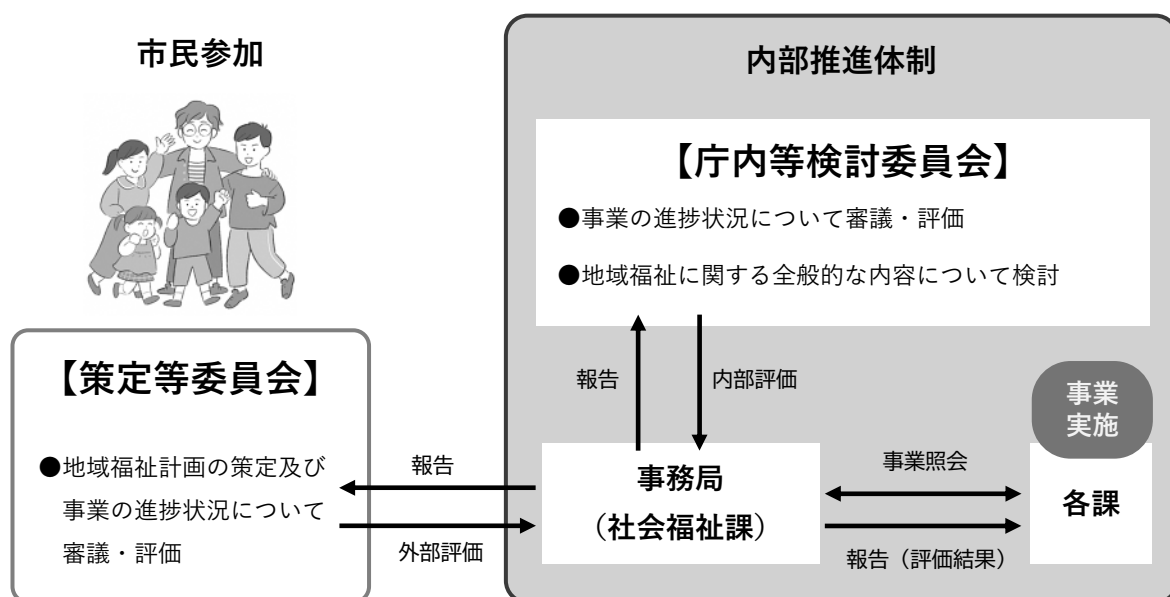 市民参加
【策定等委員会】
●地域福祉計画の策定及び
事業の進捗状況について
審議・評価
報告
外部評価
内部推進体制
【庁内等検討委員会】
●事業の進捗状況について審議・評価
●地域福祉に関する全般的な内容について検討
報告
内部評価
事務局
（社会福祉課）
事業照会
報告（評価結果）
事業
実施
各課